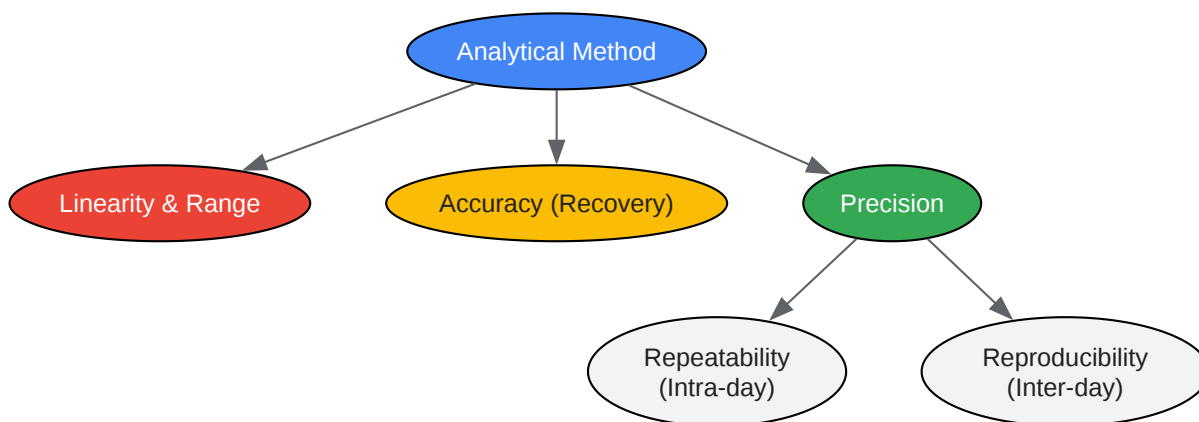 Analytical Method
Linearity & Range
Accuracy (Recovery)
Precision
Repeatability
(Intra-day)
Reproducibility
(Inter-day)